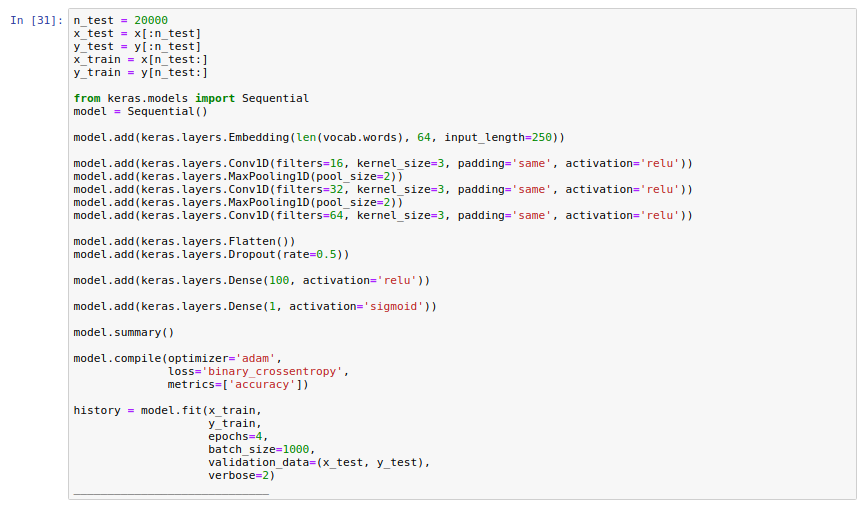 In [31]: n_test = 20000
x_test = x[:n_test]
y_test = y[:n_test]
x_train = x[n_test:]
y_train = y[n_test:]
from keras.models import Sequential
model = Sequential()
model.add(keras.layers.Embedding(len(vocab.words), 64, input_length=250))
model.add(keras.layers.Conv1D(filters=16, kernel_size=3, padding='same', activation='relu'))
model.add(keras.layers.MaxPooling1D(pool_size=2))
model.add(keras.layers.Conv1D(filters=32, kernel_size=3, padding='same', activation='relu'))
model.add(keras.layers.MaxPooling1D(pool_size=2))
model.add(keras.layers.Conv1D(filters=64, kernel_size=3, padding='same', activation='relu'))
model.add(keras.layers.Flatten())
model.add(keras.layers.Dropout(rate=0.5))
model.add(keras.layers.Dense(100, activation='relu'))
model.add(keras.layers.Dense(1, activation='sigmoid'))
model.summary()
model.compile(optimizer='adam',
loss='binary_crossentropy',
metrics=['accuracy'])
history = model.fit(x_train,
y_train,
epochs=4,
batch_size=1000,
validation_data=(x_test, y_test),
verbose=2)
_____________________________